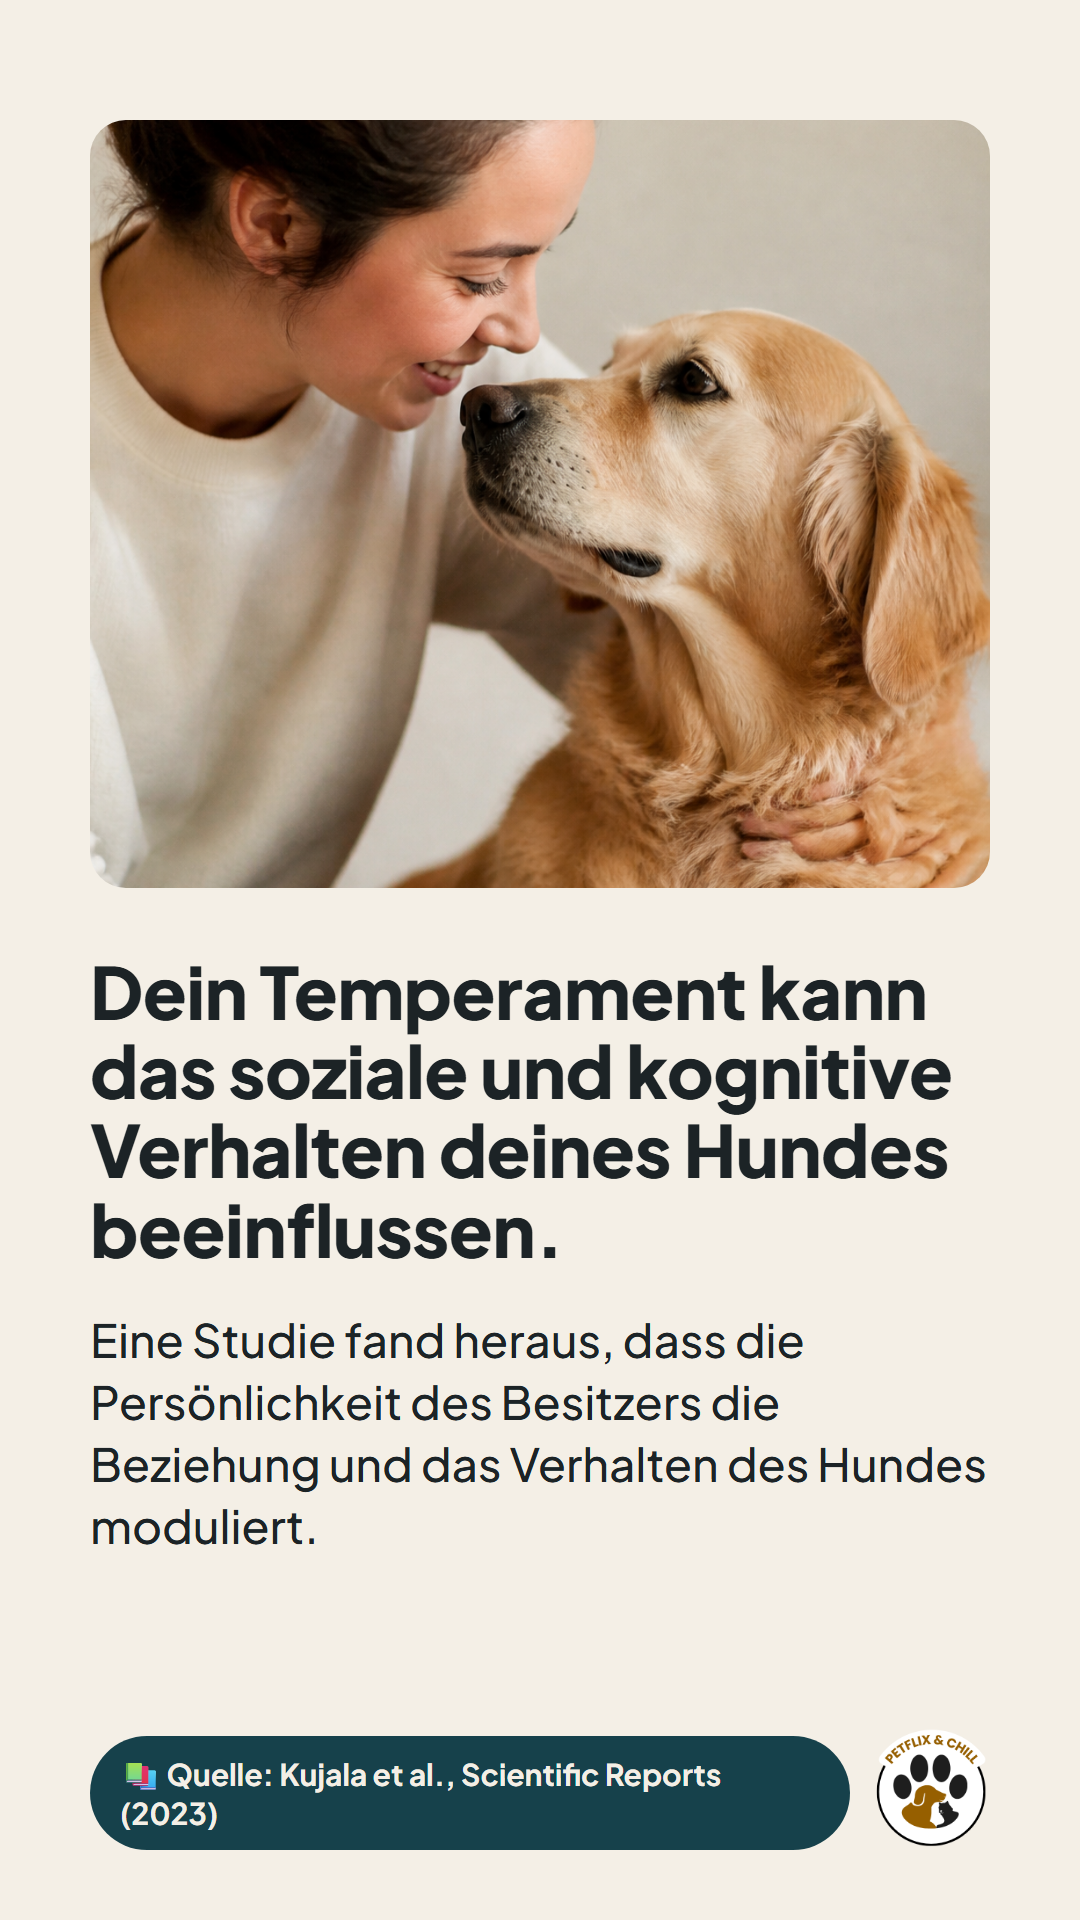 Dein Temperament kann
das soziale und kognitive
Verhalten deines Hundes
beeinflussen.
Eine Studie fand heraus, dass die
Persönlichkeit des Besitzers die
Beziehung und das Verhalten des Hundes
moduliert.
📚 Quelle: Kujala et al., Scientific Reports
(2023)
PETFLIX & CHILL